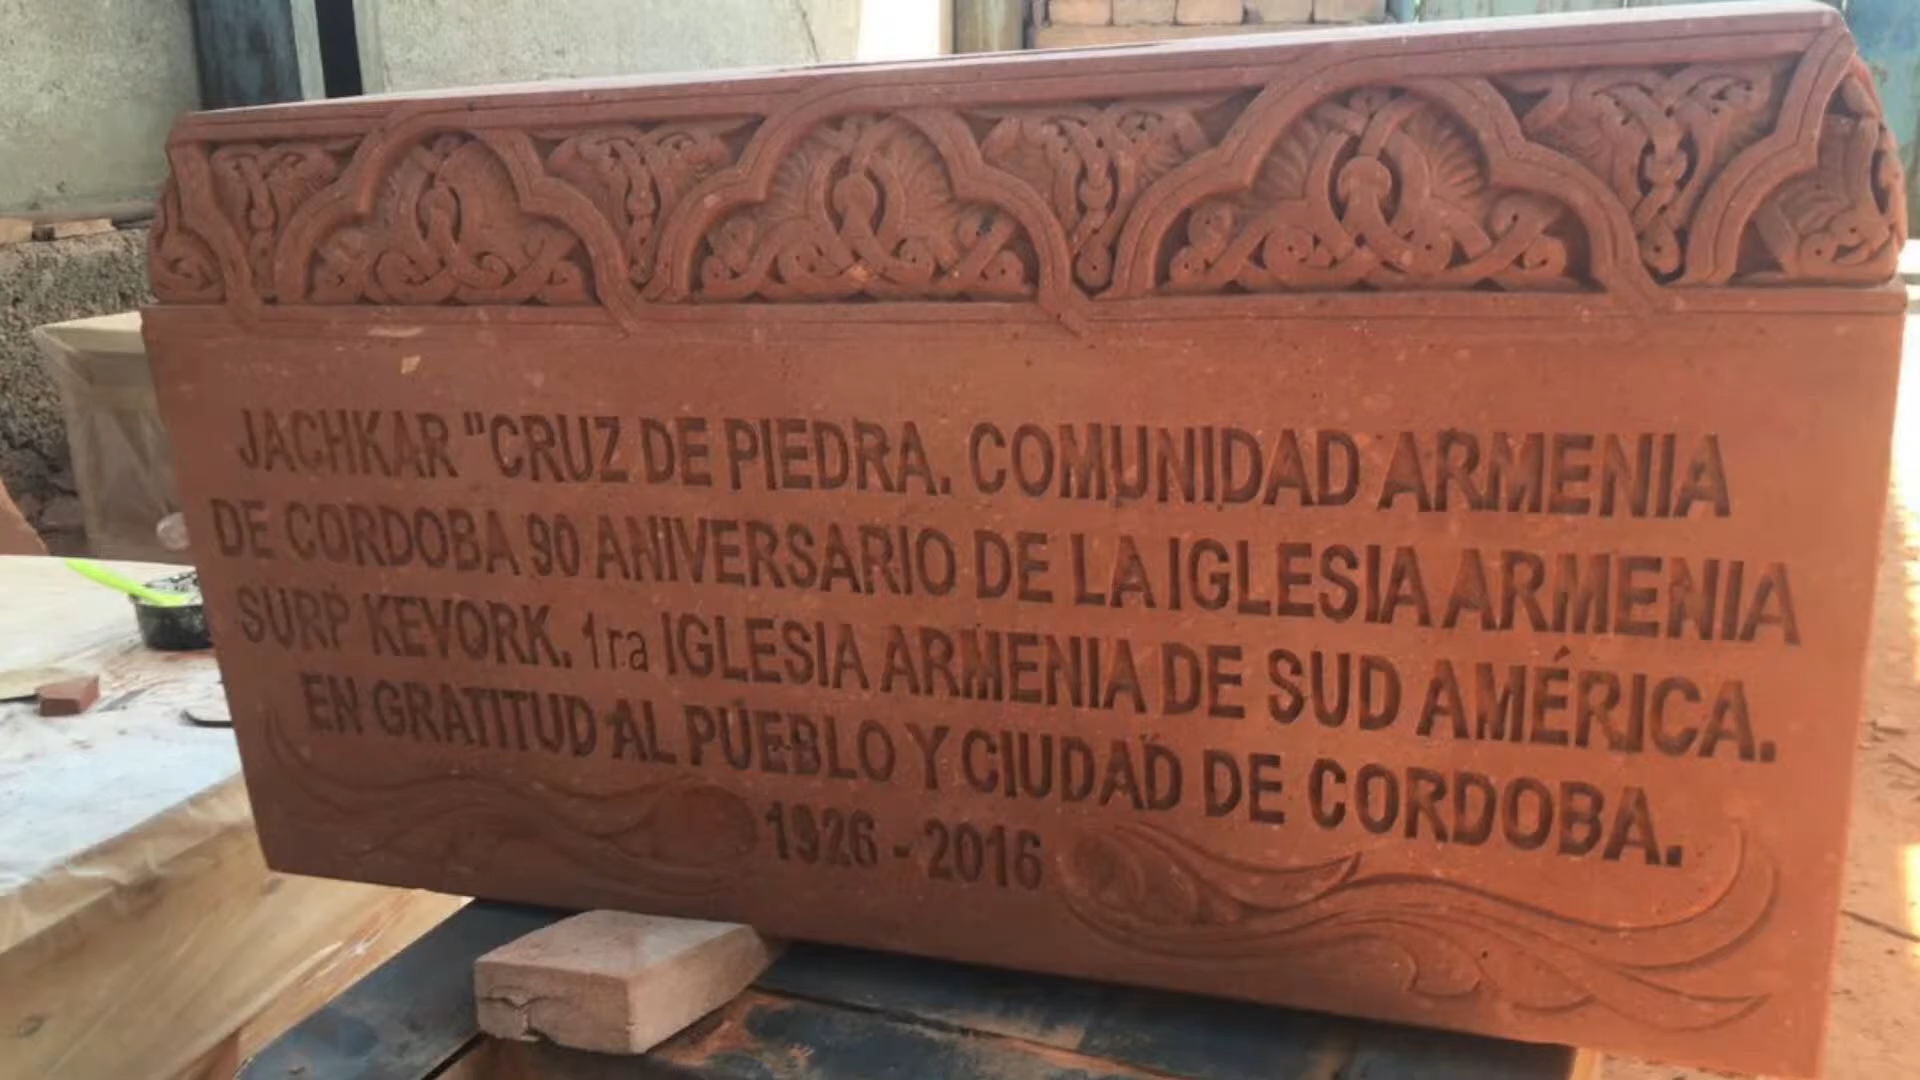 JACHKAR "CRUZ DE PIEDRA. COMUNIDAD ARMENIA
DE CORDOBA 90 ANIVERSARIO DE LA IGLESIA ARMENIA
SURP KEVORK. 1ra IGLESIA ARMENIA DE SUD AMÉRICA.
EN GRATITUD AL PUEBLO Y CIUDAD DE CORDOBA.
1926 - 2016